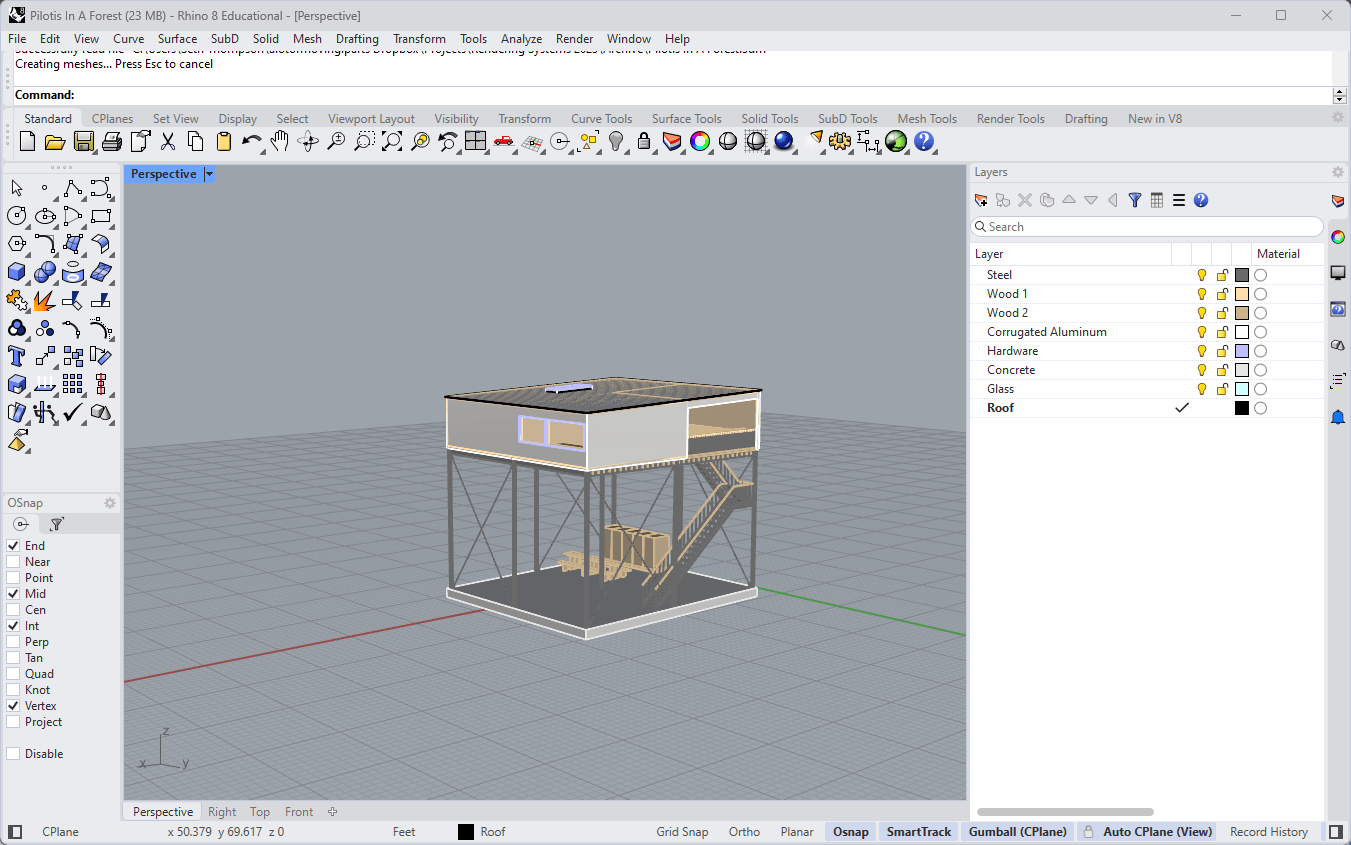 Pilotis In A Forest (23 MB) - Rhino 8 Educational - [Perspective]
File Edit View Curve Surface SubD Solid Mesh Drafting Transform Tools Analyze Render Window Help
Creating meshes... Press Esc to cancel
Command:
Standard CPlanes Set View Display Select Viewport Layout Visibility Transform Curve Tools Surface Tools Solid Tools SubD Tools Mesh Tools Render Tools Drafting New in V8
Perspective
Layers
Search
Layer Material
Steel
Wood 1
Wood 2
Corrugated Aluminum
Hardware
Concrete
Glass
Roof
OSnap
End
Near
Point
Mid
Cen
Int
Perp
Tan
Quad
Knot
Vertex
Project
Disable
z
x
y
Perspective Right Top Front
CPlane x 50.379 y 69.617 z 0 Feet Roof Grid Snap Ortho Planar Osnap SmartTrack Gumball (CPlane) Auto CPlane (View) Record History